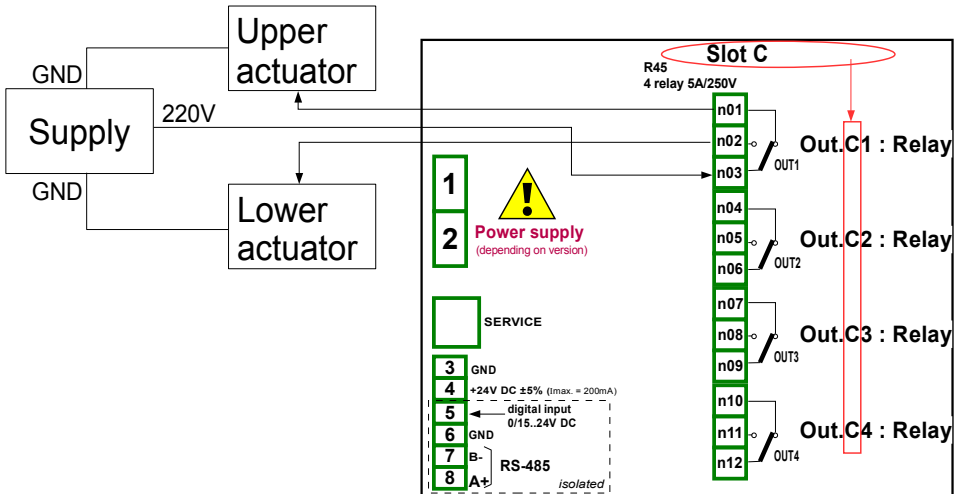 Upper
actuator
GND
Supply
220V
GND
Lower
actuator
Slot C
R45
4 relay 5A/250V
n01
n02
n03
OUT1
Out.C1 : Relay
n04
n05
n06
OUT2
Out.C2 : Relay
n07
n08
n09
OUT3
Out.C3 : Relay
n10
n11
n12
OUT4
Out.C4 : Relay
1
2
!
Power supply
(depending on version)
SERVICE
3 GND
4 +24V DC ±5% (Imax. = 200mA)
5 digital input
0/15..24V DC
6 GND
7 B-
8 A+
RS-485
isolated